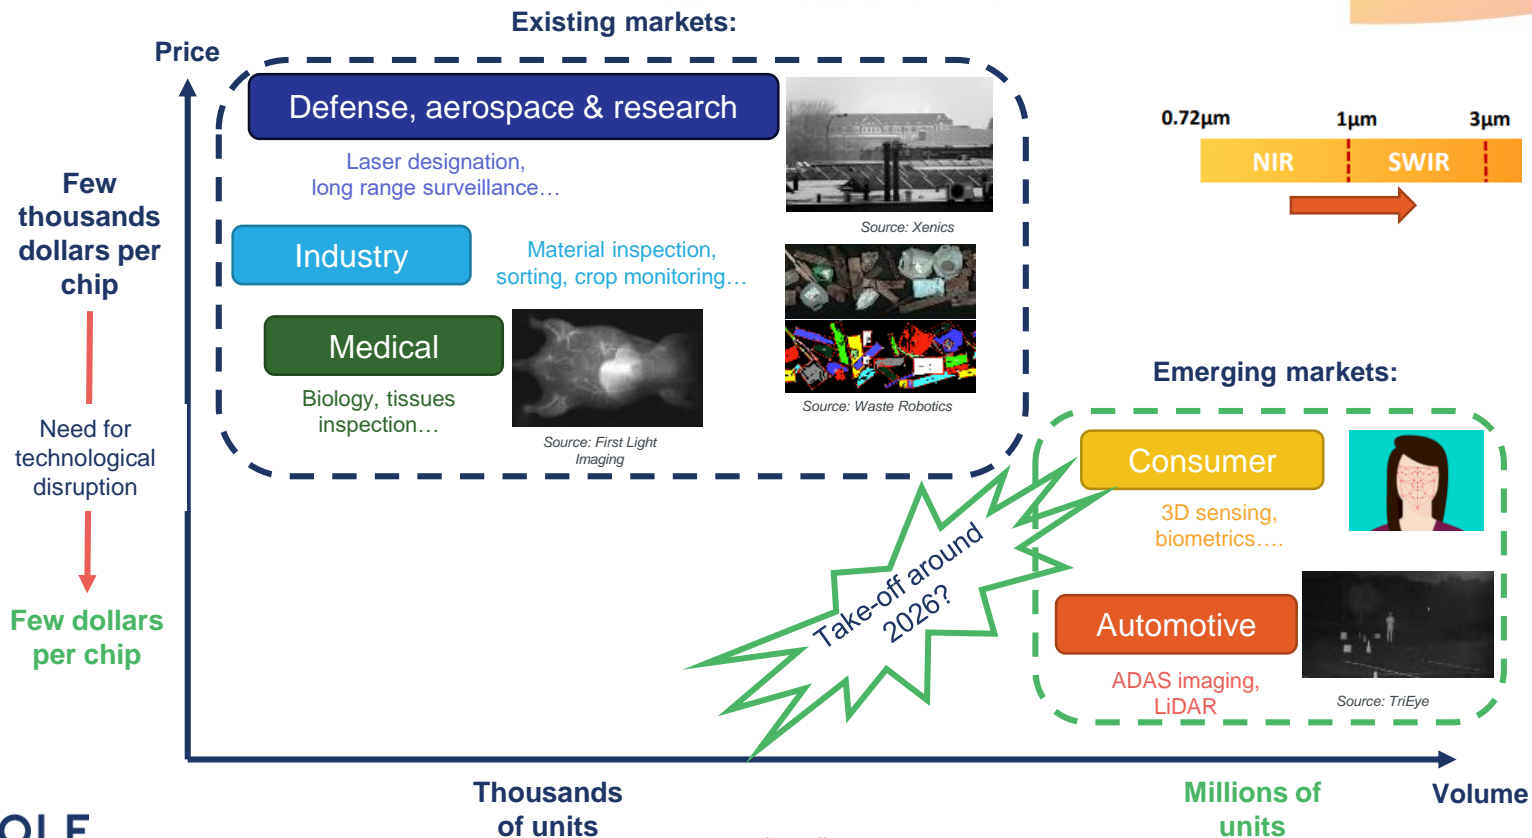 Existing markets:
Price
Defense, aerospace & research
Laser designation,
long range surveillance…
Source: Xenics
0.72µm
1µm
3µm
NIR
SWIR
Few
thousands
dollars per
chip
Industry
Material inspection,
sorting, crop monitoring…
Medical
Biology, tissues
inspection…
Source: First Light
Imaging
Source: Waste Robotics
Need for
technological
disruption
Few dollars
per chip
Emerging markets:
Consumer
3D sensing,
biometrics….
Take-off around
2026?
Automotive
ADAS imaging,
LiDAR
Source: TriEye
Thousands
of units
Millions of
units
Volume